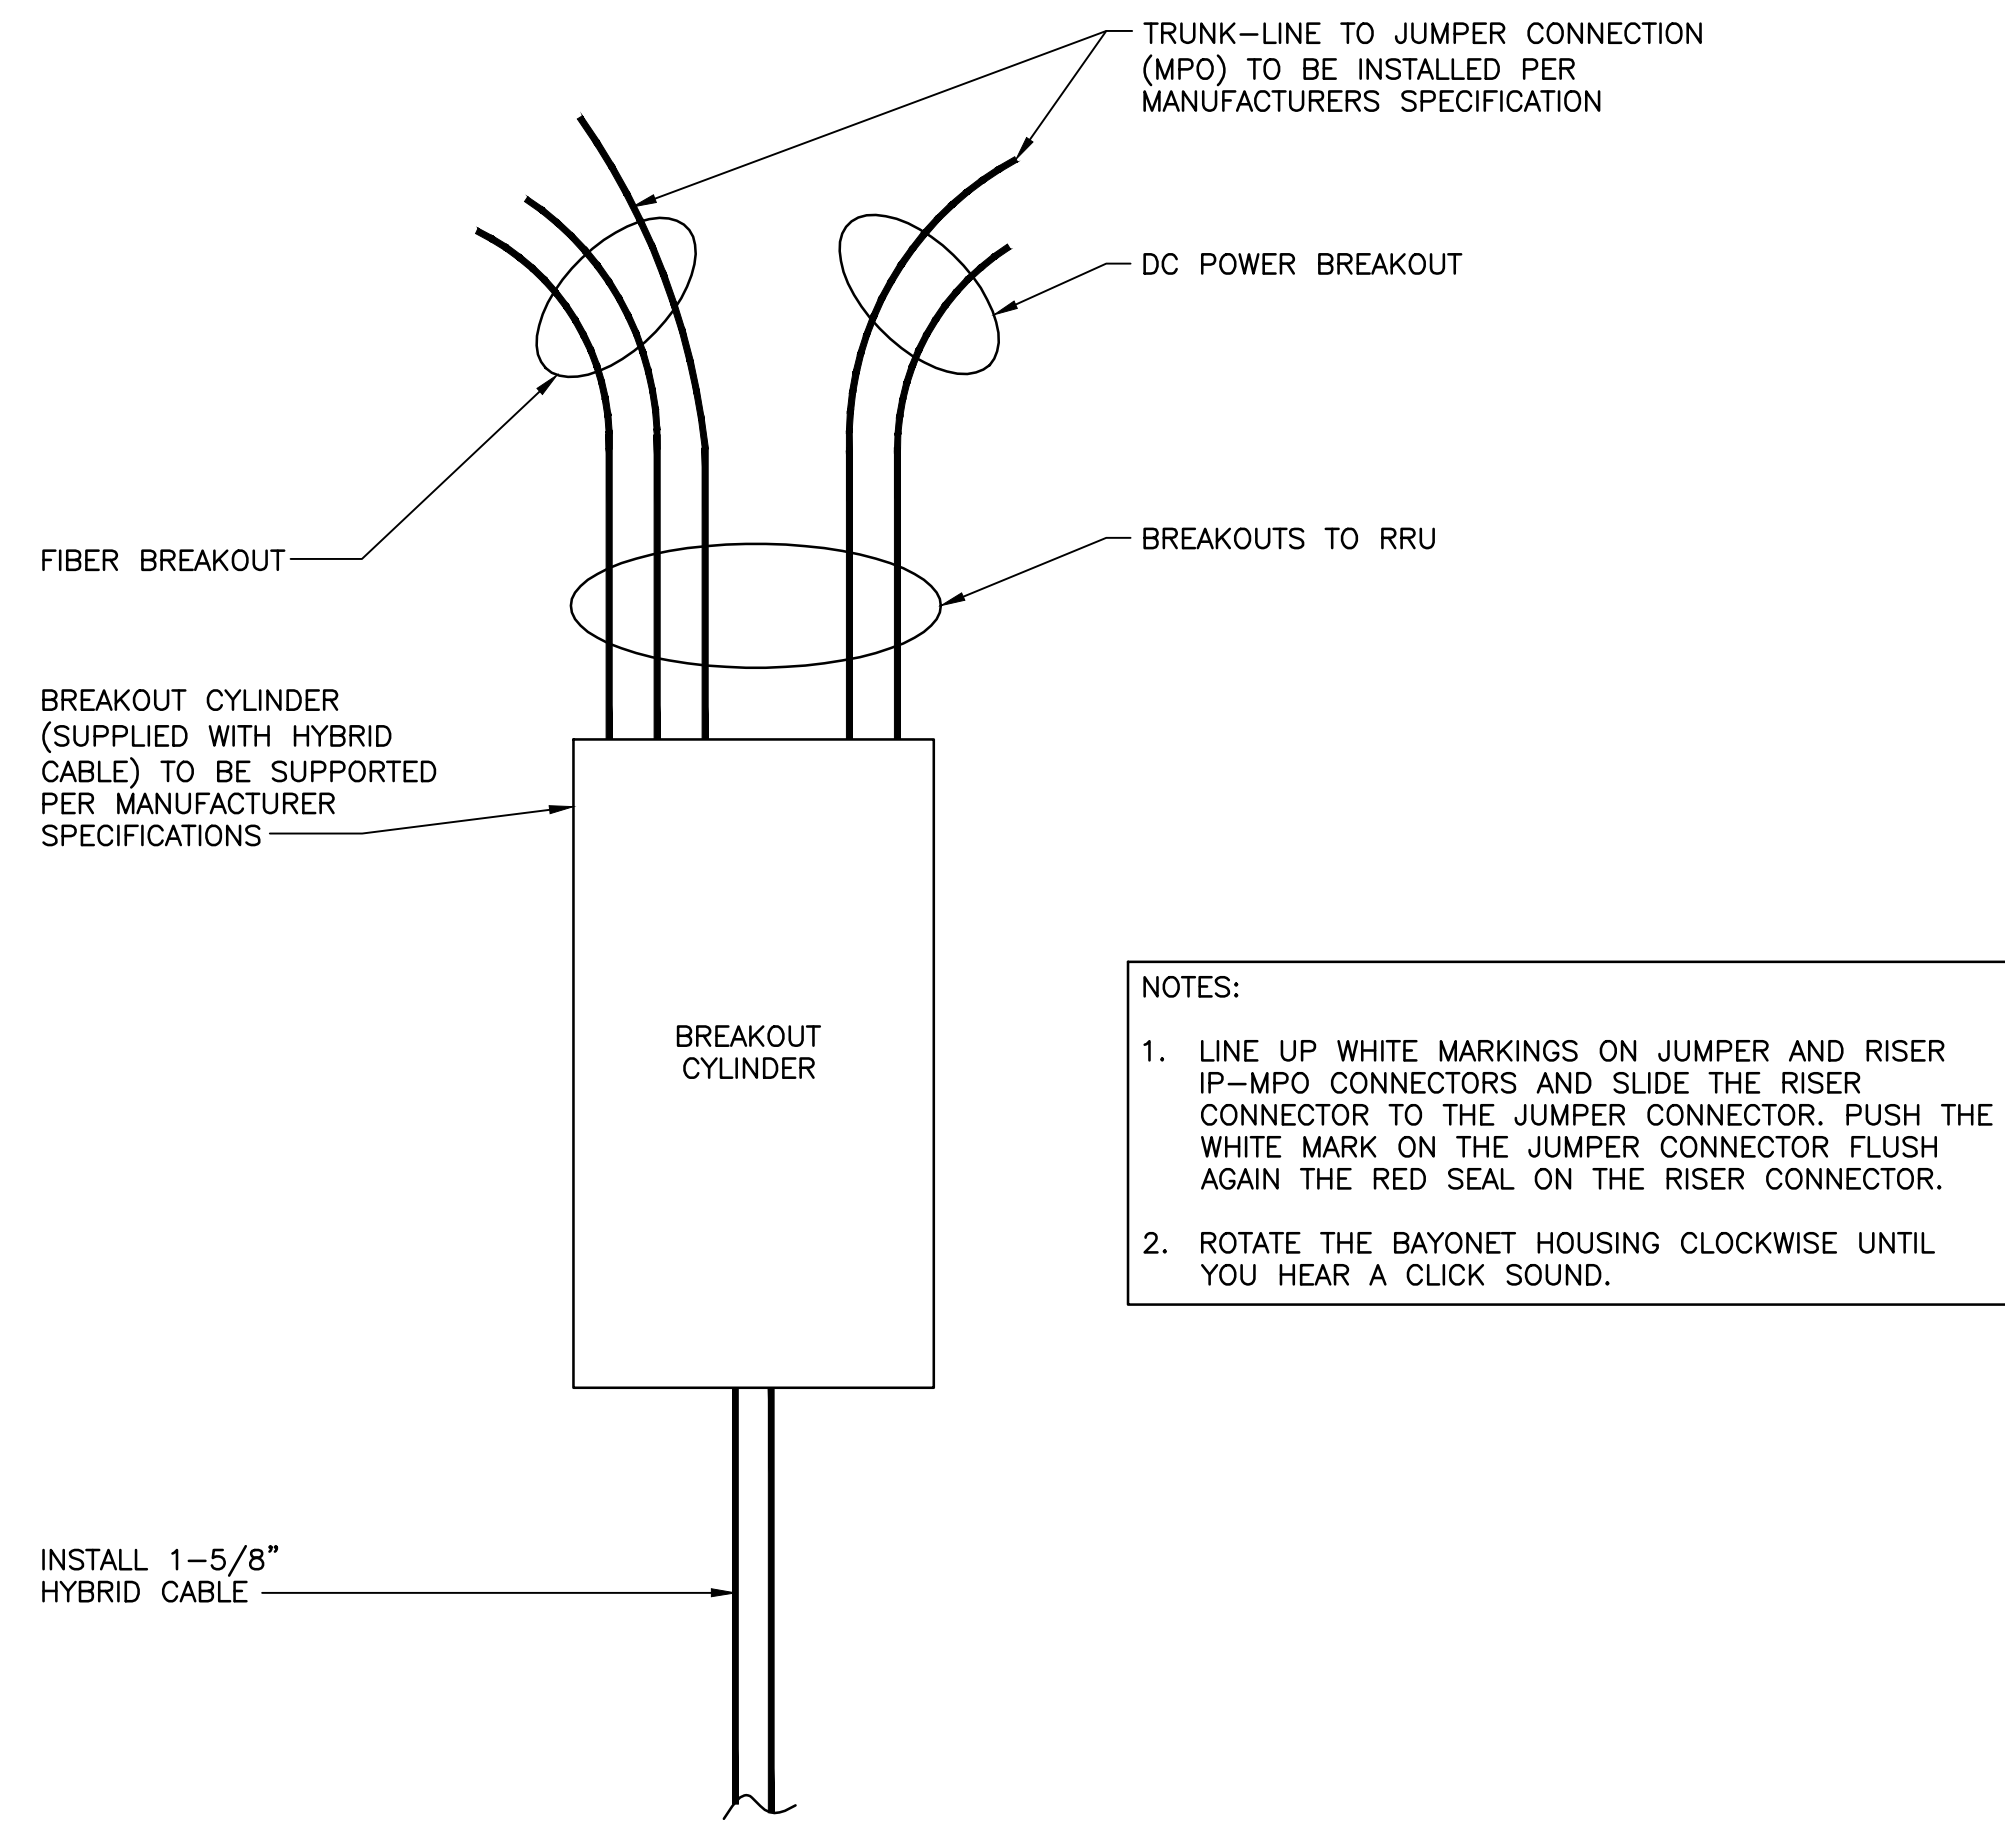 TRUNK-LINE TO JUMPER CONNECTION
(MPO) TO BE INSTALLED PER
MANUFACTURERS SPECIFICATION
DC POWER BREAKOUT
FIBER BREAKOUT
BREAKOUTS TO RRU
BREAKOUT CYLINDER
(SUPPLIED WITH HYBRID
CABLE) TO BE SUPPORTED
PER MANUFACTURER
SPECIFICATIONS
BREAKOUT
CYLINDER
NOTES:
1. LINE UP WHITE MARKINGS ON JUMPER AND RISER
IP-MPO CONNECTORS AND SLIDE THE RISER
CONNECTOR TO THE JUMPER CONNECTOR. PUSH THE
WHITE MARK ON THE JUMPER CONNECTOR FLUSH
AGAIN THE RED SEAL ON THE RISER CONNECTOR.
2. ROTATE THE BAYONET HOUSING CLOCKWISE UNTIL
YOU HEAR A CLICK SOUND.
INSTALL 1-5/8"
HYBRID CABLE